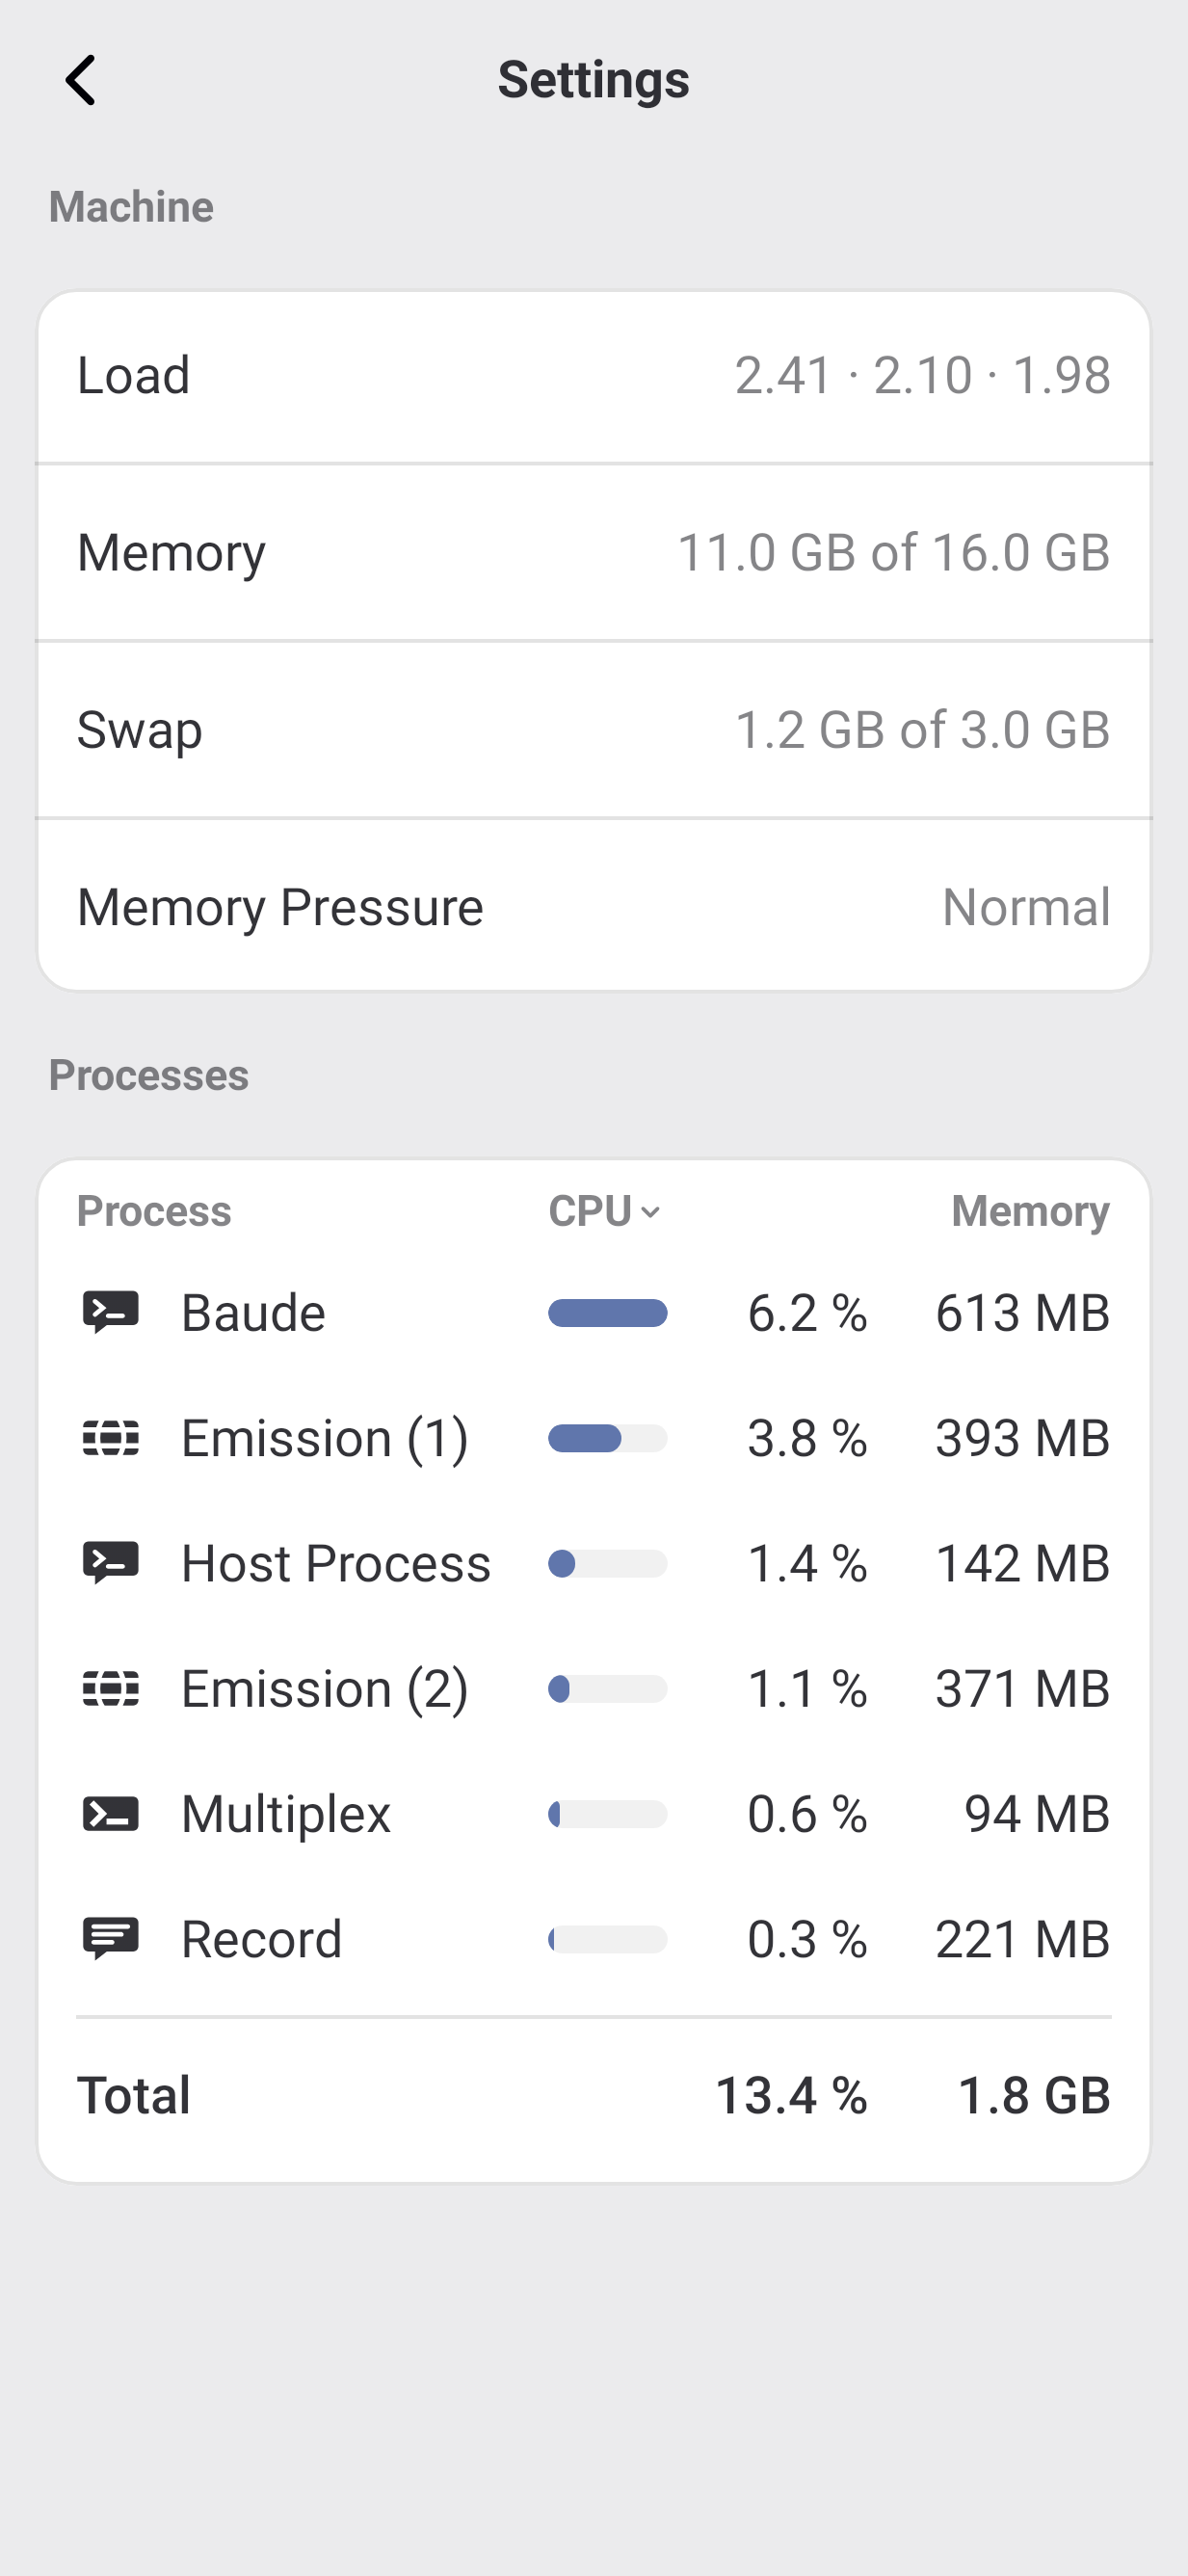 Settings
Machine
Load 2.41 · 2.10 · 1.98
Memory 11.0 GB of 16.0 GB
Swap 1.2 GB of 3.0 GB
Memory Pressure Normal
Processes
Process CPU Memory
Baude 6.2 % 613 MB
Emission (1) 3.8 % 393 MB
Host Process 1.4 % 142 MB
Emission (2) 1.1 % 371 MB
Multiplex 0.6 % 94 MB
Record 0.3 % 221 MB
Total 13.4 % 1.8 GB